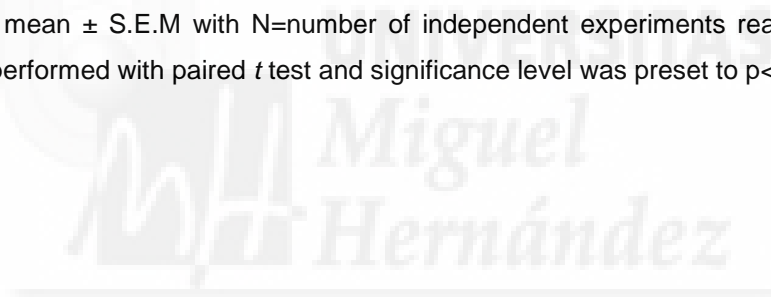 mean ± S.E.M with N=number of independent experiments rea
performed with paired t test and significance level was preset to p<
UNIVERSITAS
Miguel
Hernández